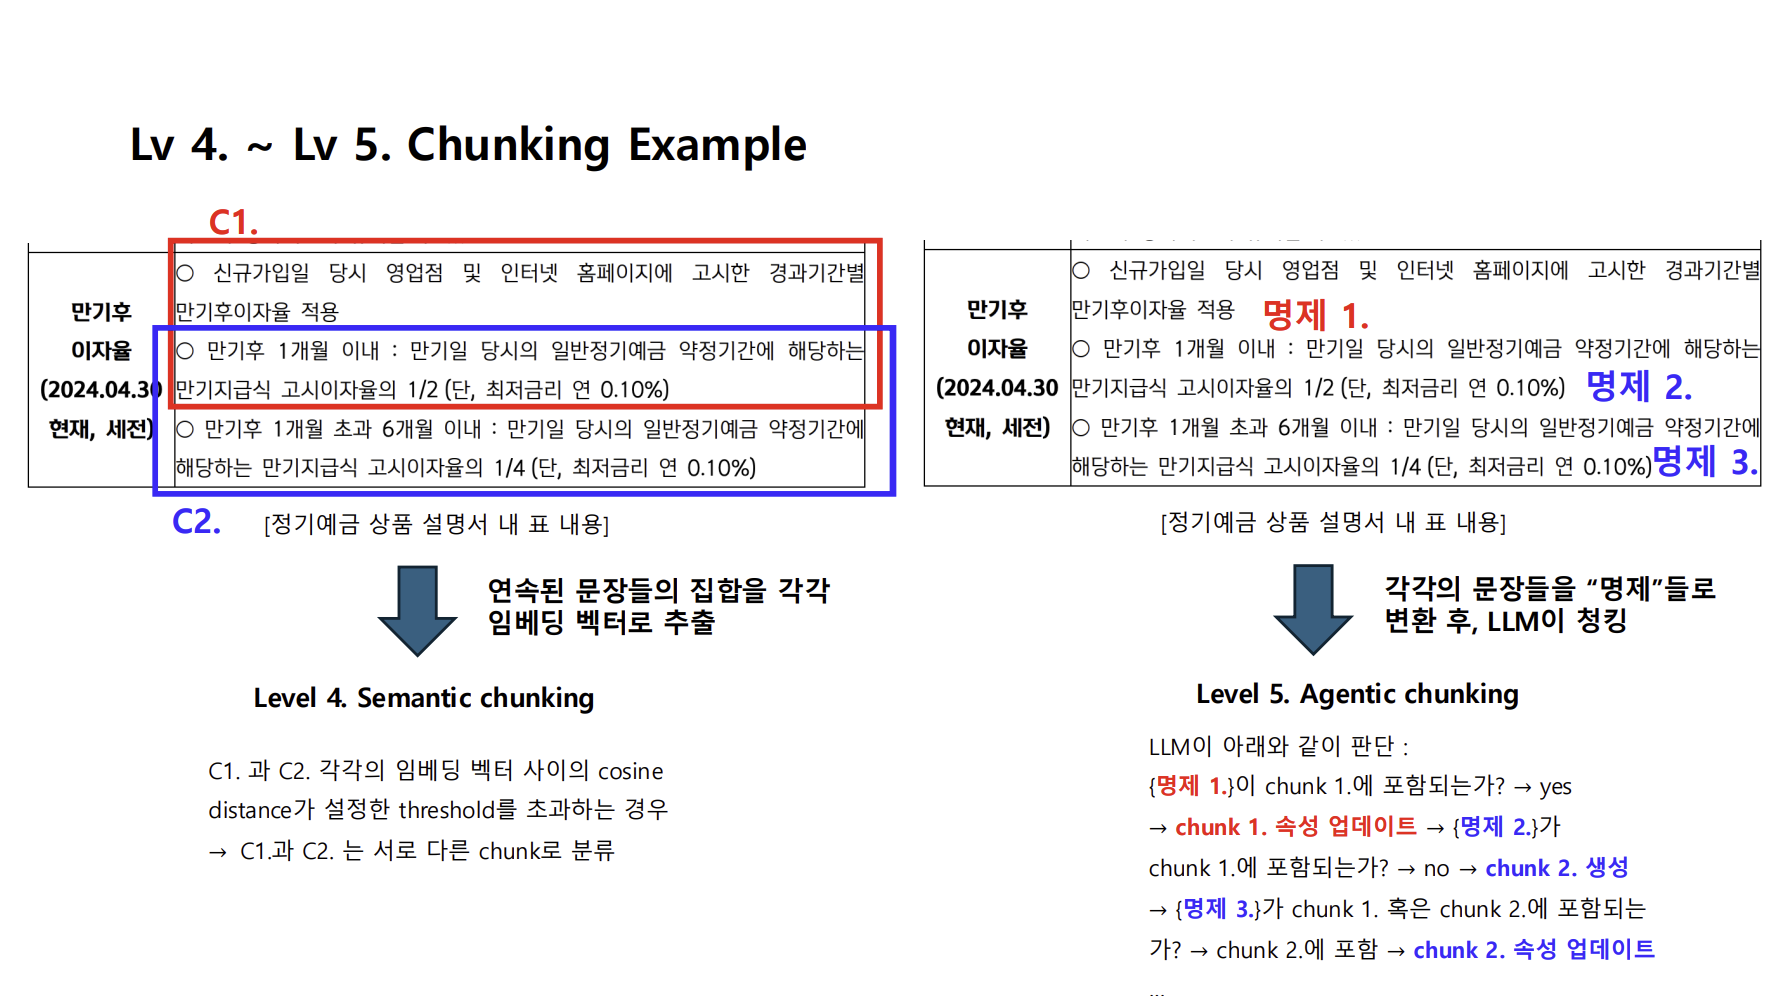 Lv 4. ~ Lv 5. Chunking Example
C1.
○ 신규가입일 당시 영업점 및 인터넷 홈페이지에 고시한 경과기간별
만기후이자율 적용
○ 만기후 1개월 이내 : 만기일 당시의 일반정기예금 약정기간에 해당하는
만기지급식 고시이자율의 1/2 (단, 최저금리 연 0.10%)
○ 만기후 1개월 초과 6개월 이내 : 만기일 당시의 일반정기예금 약정기간에
해당하는 만기지급식 고시이자율의 1/4 (단, 최저금리 연 0.10%)
만기후
이자율
(2024.04.30
현재, 세전)
C2.
[정기예금 상품 설명서 내 표 내용]
연속된 문장들의 집합을 각각
임베딩 벡터로 추출
Level 4. Semantic chunking
C1. 과 C2. 각각의 임베딩 벡터 사이의 cosine
distance가 설정한 threshold를 초과하는 경우
→ C1.과 C2. 는 서로 다른 chunk로 분류
만기후
이자율
(2024.04.30
현재, 세전)
○ 신규가입일 당시 영업점 및 인터넷 홈페이지에 고시한 경과기간별
만기후이자율 적용 명제 1.
○ 만기후 1개월 이내 : 만기일 당시의 일반정기예금 약정기간에 해당하는
만기지급식 고시이자율의 1/2 (단, 최저금리 연 0.10%) 명제 2.
○ 만기후 1개월 초과 6개월 이내 : 만기일 당시의 일반정기예금 약정기간에
해당하는 만기지급식 고시이자율의 1/4 (단, 최저금리 연 0.10%) 명제 3.
[정기예금 상품 설명서 내 표 내용]
각각의 문장들을 “명제”들로
변환 후, LLM이 청킹
Level 5. Agentic chunking
LLM이 아래와 같이 판단 :
{명제 1.}이 chunk 1.에 포함되는가? → yes
→ chunk 1. 속성 업데이트 → {명제 2.}가
chunk 1.에 포함되는가? → no → chunk 2. 생성
→ {명제 3.}가 chunk 1. 혹은 chunk 2.에 포함되는
가? → chunk 2.에 포함 → chunk 2. 속성 업데이트
...